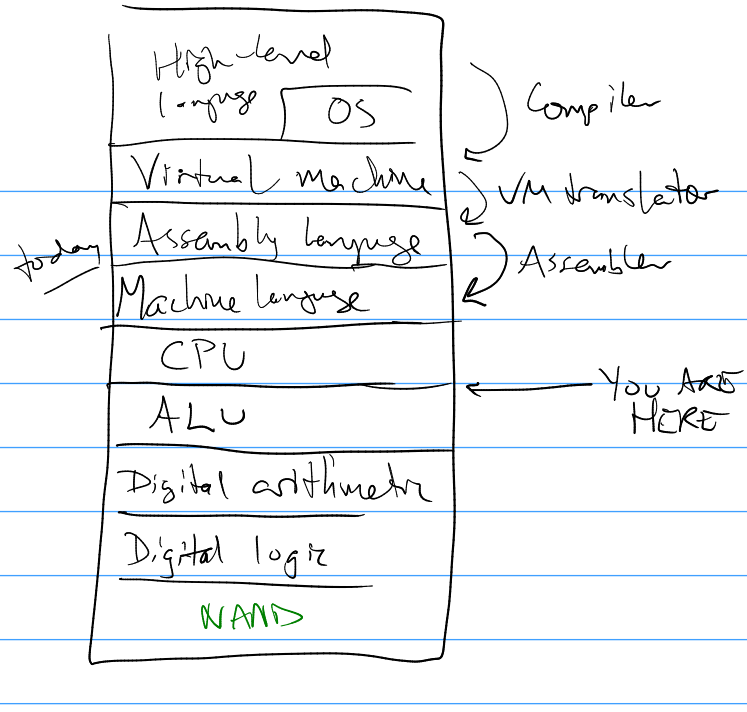 High-level
language
OS
Compiler
Virtual machine
VM translator
Assembly language
today
Assembler
Machine language
CPU
YOU ARE
HERE
ALU
Digital arithmetic
Digital logic
NAND